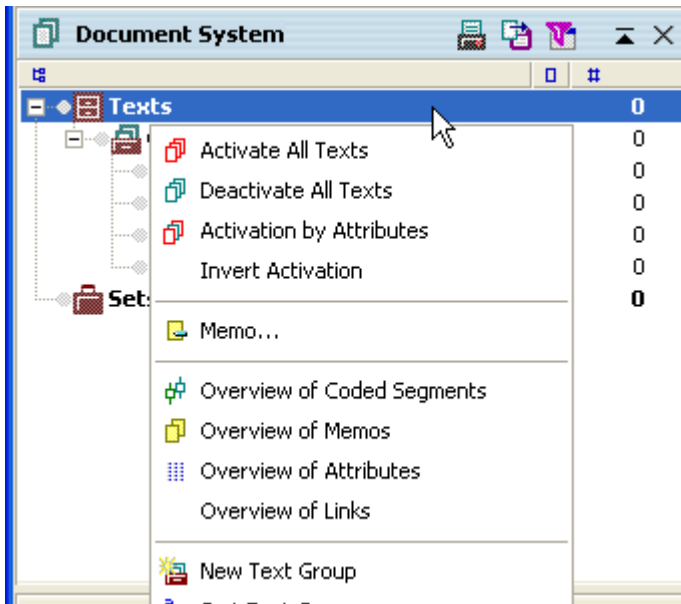 Document System
#
Texts 0
0
Activate All Texts
0
Deactivate All Texts
0
Activation by Attributes
0
Invert Activation
0
Sets 0
Memo...
Overview of Coded Segments
Overview of Memos
Overview of Attributes
Overview of Links
New Text Group